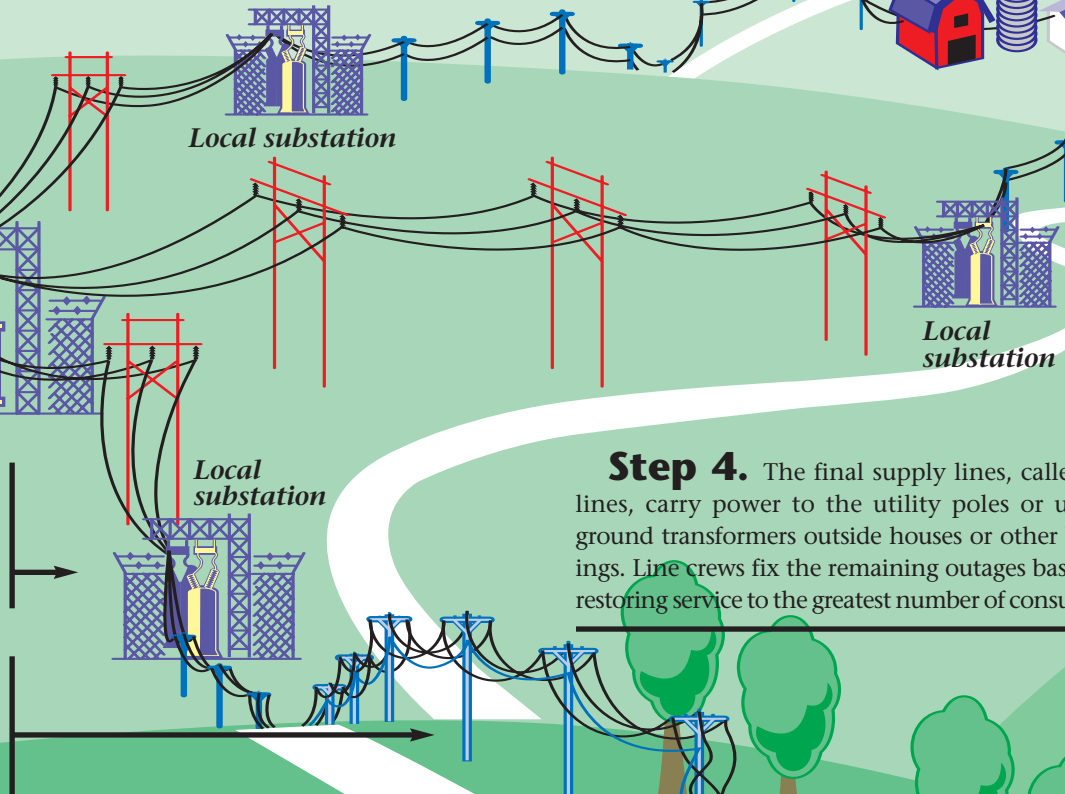 Local substation
Local
substation
Local
substation
Step 4. The final supply lines, calle
lines, carry power to the utility poles or u
ground transformers outside houses or other
ings. Line crews fix the remaining outages bas
restoring service to the greatest number of consu